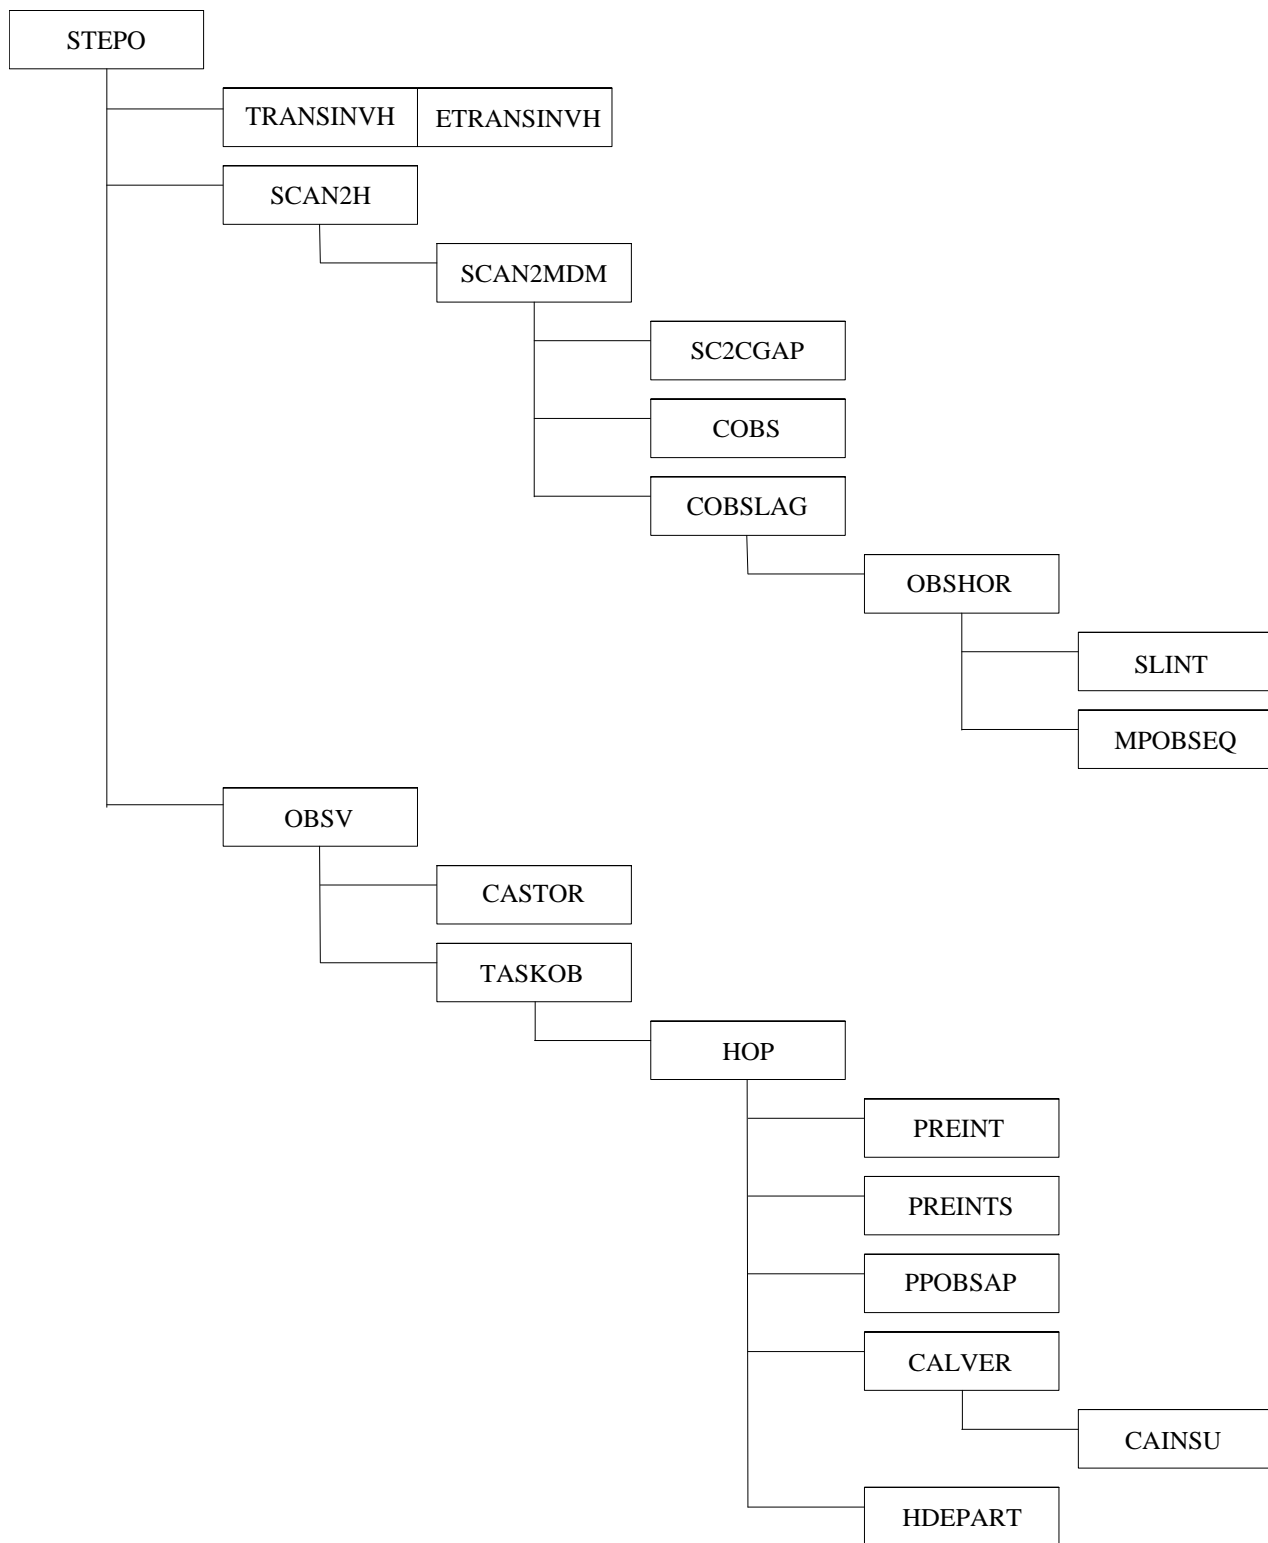 STEPO
TRANSINVH ETRANSINVH
SCAN2H
SCAN2MDM
SC2CGAP
COBS
COBSLAG
OBSHOR
SLINT
MPOBSEQ
OBSV
CASTOR
TASKOB
HOP
PREINT
PREINTS
PPOBSAP
CALVER
CAINSU
HDEPART